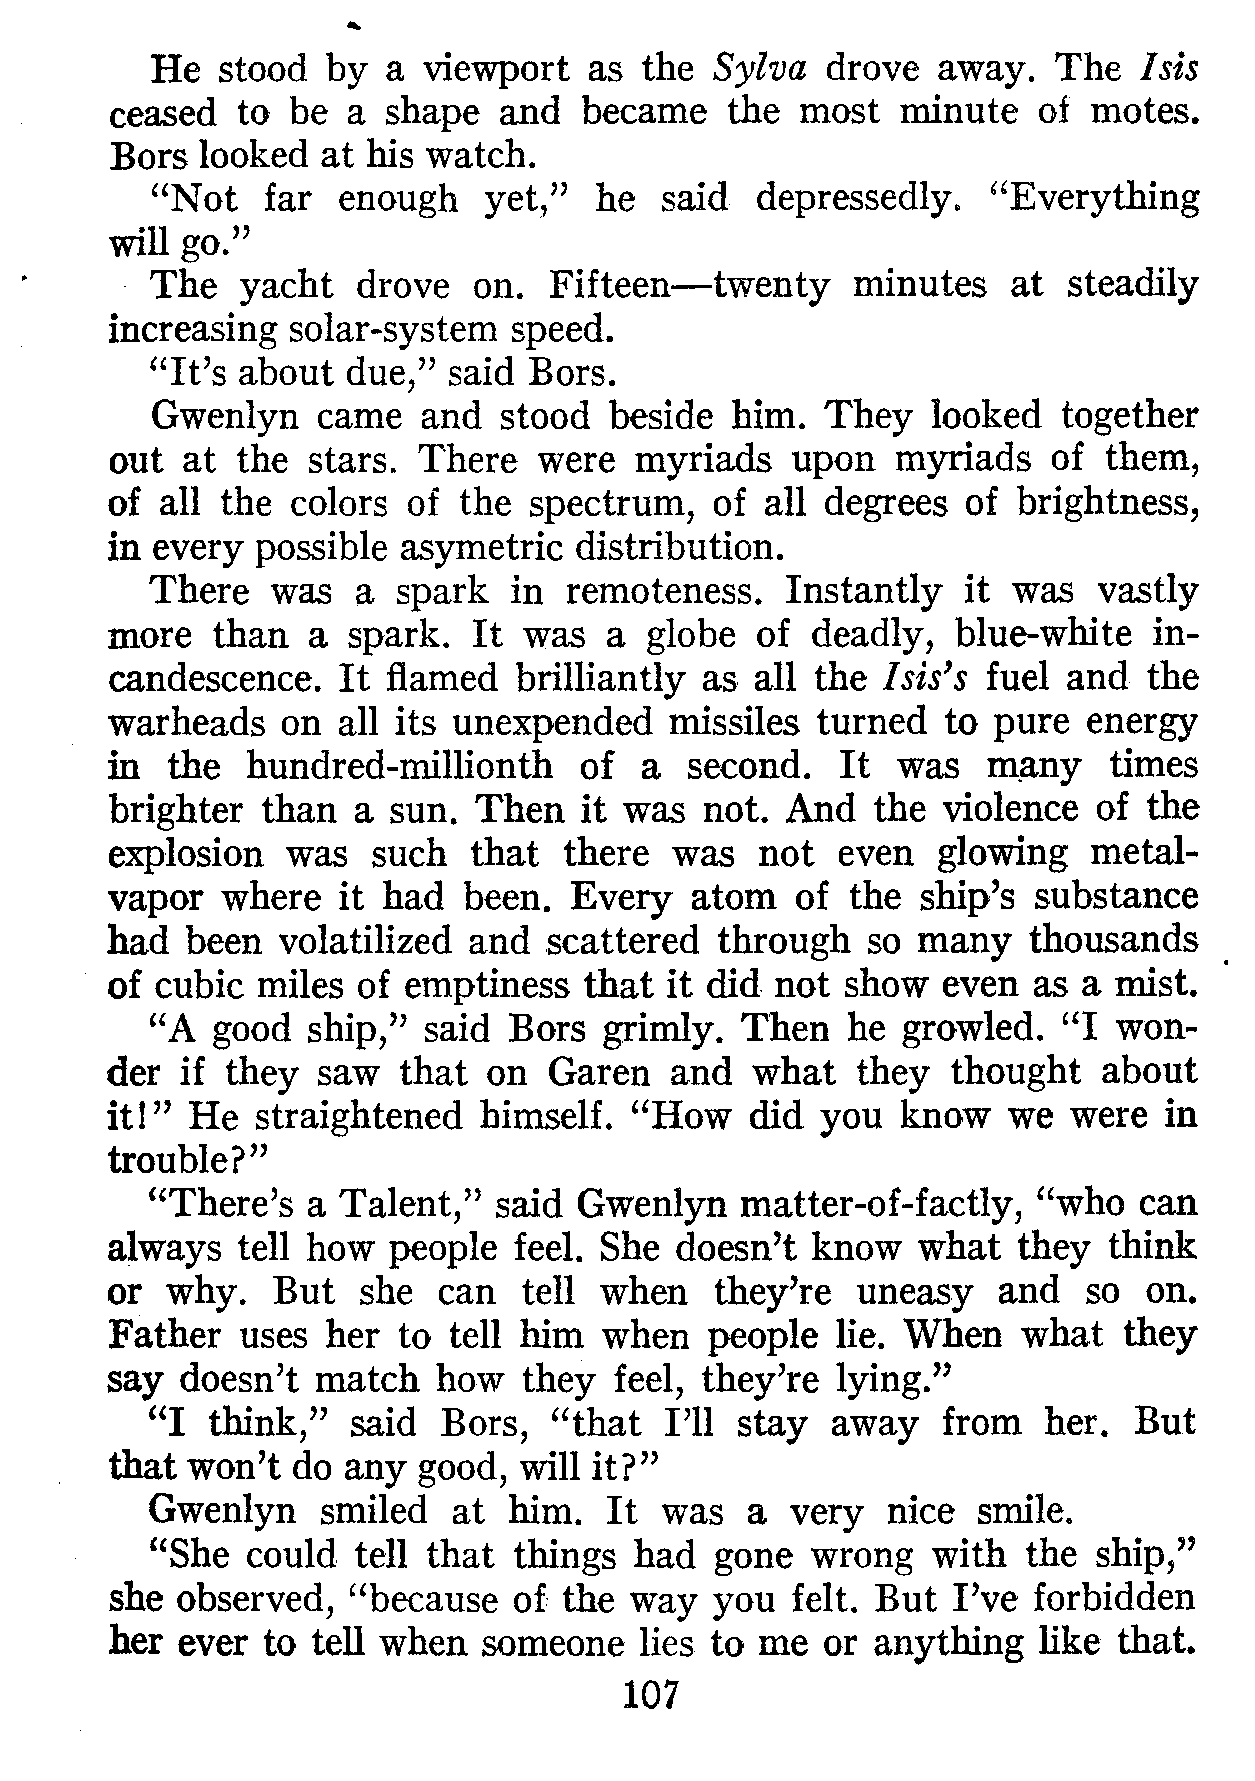 He stood by a viewport as the Sylva drove away. The Isis
ceased to be a shape and became the most minute of motes.
Bors looked at his watch.
“Not far enough yet,” he said depressedly. “Everything
will go.”
The yacht drove on. Fifteen—twenty minutes at steadily
increasing solar-system speed.
“It’s about due,” said Bors.
Gwenlyn came and stood beside him. They looked together
out at the stars. There were myriads upon myriads of them,
of all the colors of the spectrum, of all degrees of brightness,
in every possible asymetric distribution.
There was a spark in remoteness. Instantly it was vastly
more than a spark. It was a globe of deadly, blue-white in-
candescence. It flamed brilliantly as all the Isis’s fuel and the
warheads on all its unexpended missiles turned to pure energy
in the hundred-millionth of a second. It was many times
brighter than a sun. Then it was not. And the violence of the
explosion was such that there was not even glowing metal-
vapor where it had been. Every atom of the ship’s substance
had been volatilized and scattered through so many thousands
of cubic miles of emptiness that it did not show even as a mist.
“A good ship,” said Bors grimly. Then he growled. “I won-
der if they saw that on Garen and what they thought about
it!” He straightened himself. “How did you know we were in
trouble?”
“There’s a Talent,” said Gwenlyn matter-of-factly, “who can
always tell how people feel. She doesn’t know what they think
or why. But she can tell when they’re uneasy and so on.
Father uses her to tell him when people lie. When what they
say doesn’t match how they feel, they’re lying.”
“I think,” said Bors, “that I’ll stay away from her. But
that won’t do any good, will it?”
Gwenlyn smiled at him. It was a very nice smile.
“She could tell that things had gone wrong with the ship,”
she observed, “because of the way you felt. But I’ve forbidden
her ever to tell when someone lies to me or anything like that.
107